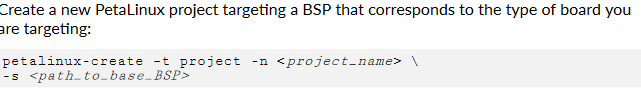 Create a new PetaLinux project targeting a BSP that corresponds to the type of board you
are targeting:
petalinux-create -t project -n <project_name> \
-s <path_to_base_BSP>